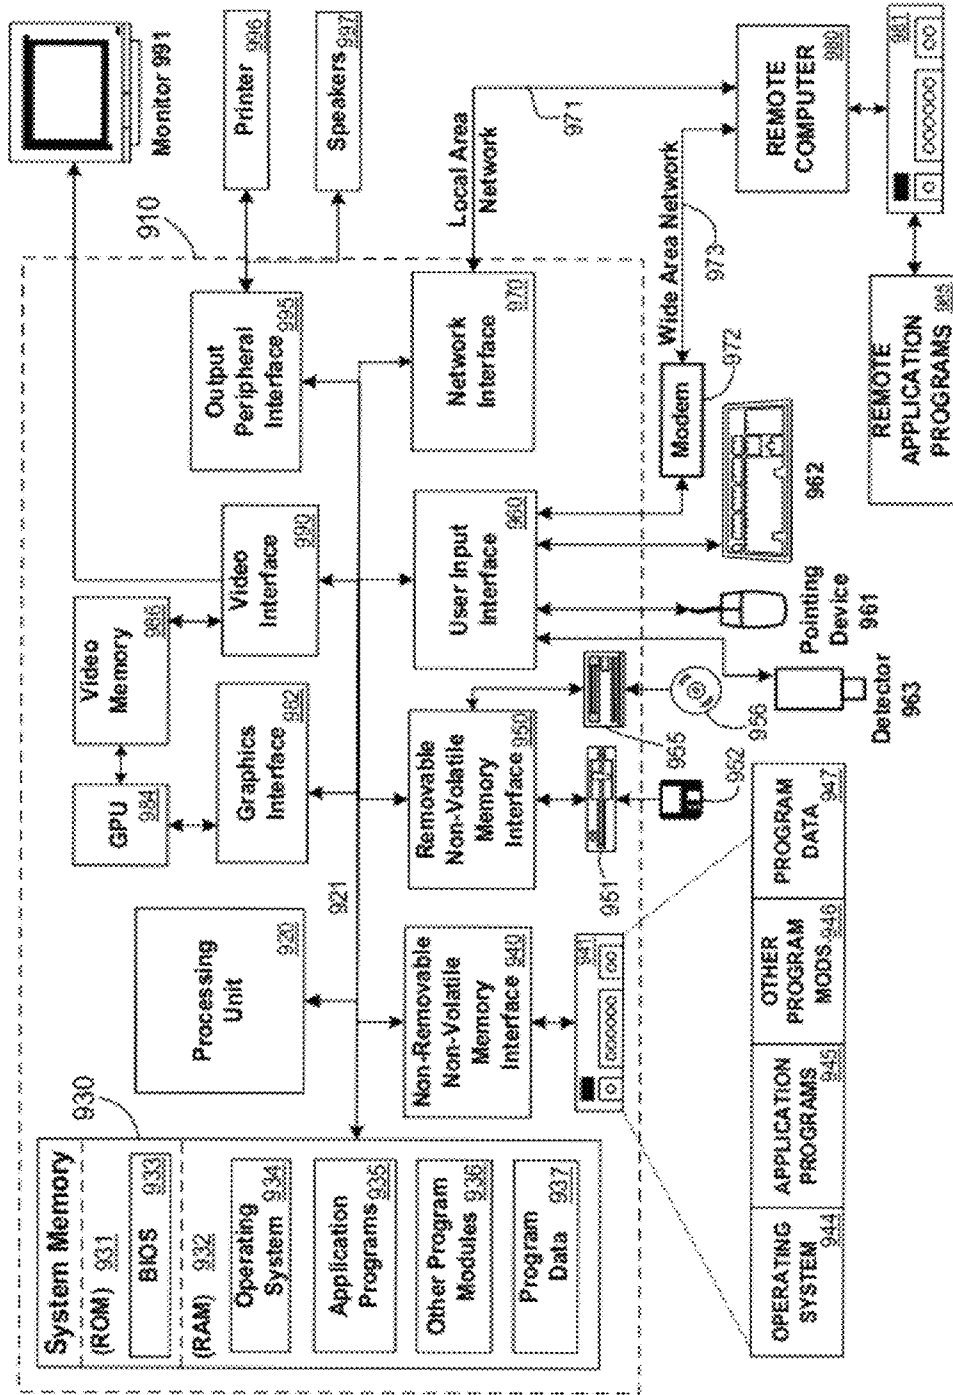 System Memory
930
(ROM) 931
BIOS 933
(RAM) 932
Operating
System 934
Application
Programs 935
Other Program
Modules 936
Program
Data 937
Processing
Unit 920
921
GPU 984
Video
Memory 986
Graphics
Interface 982
Video
Interface 990
Output
Peripheral
Interface 995
910
Monitor 991
Printer 996
Speakers 997
Non-Removable
Non-Volatile
Memory
Interface 940
Removable
Non-Volatile
Memory
Interface 950
User Input
Interface 960
Network
Interface 970
Local Area
Network
971
941
951
952
955
956
Detector
963
Pointing
Device
961
962
Modem
972
Wide Area Network
973
REMOTE
COMPUTER 980
981
REMOTE
APPLICATION
PROGRAMS 985
OPERATING
SYSTEM 944
APPLICATION
PROGRAMS 945
OTHER
PROGRAM
MODS 946
PROGRAM
DATA 947